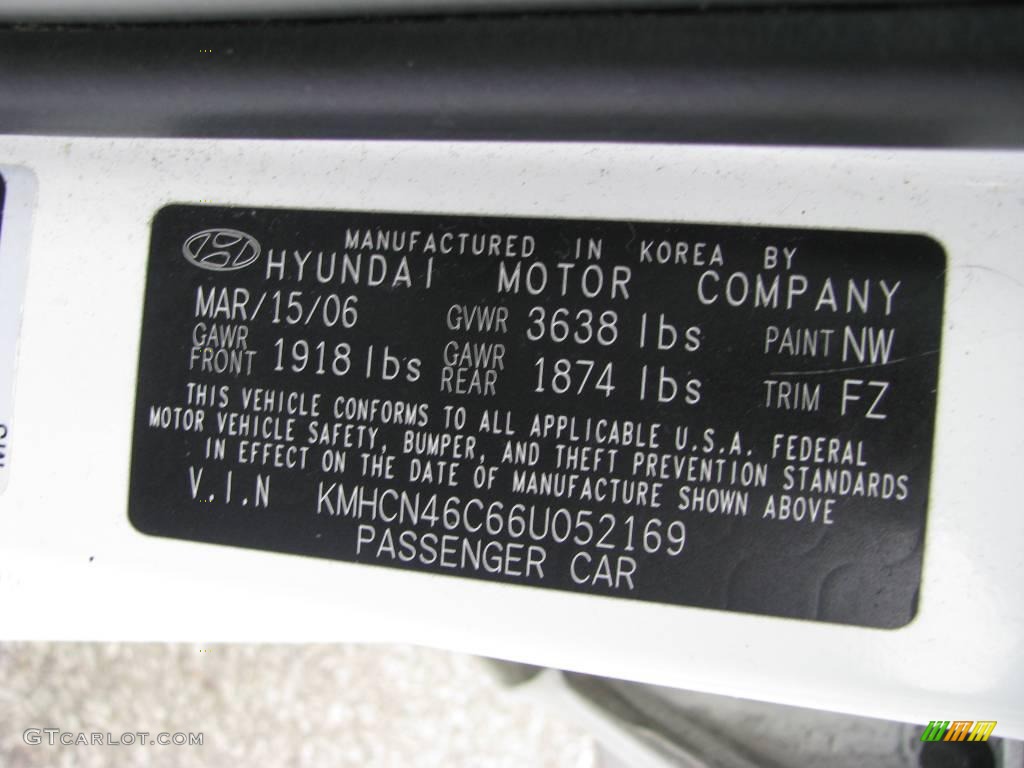 MANUFACTURED IN KOREA BY
HYUNDAI MOTOR COMPANY
MAR/15/06 GVWR 3638 lbs PAINT NW
GAWR FRONT 1918 lbs GAWR REAR 1874 lbs TRIM FZ
THIS VEHICLE CONFORMS TO ALL APPLICABLE U.S.A. FEDERAL
MOTOR VEHICLE SAFETY, BUMPER, AND THEFT PREVENTION STANDARDS
IN EFFECT ON THE DATE OF MANUFACTURE SHOWN ABOVE
V.I.N KMHCN46C66U052169
PASSENGER CAR
GTCARLOT.COM